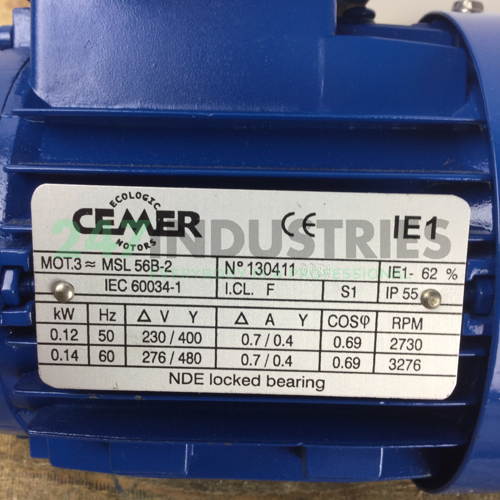 ECOLOGIC
CEMER
MOTORS
CE
IE1
247 INDUSTRIES
MOT.3≈ MSL 56B-2 N° 130411 IE1- 62 %
IEC 60034-1 I.CL. F S1 IP 55
kW Hz Δ V Y Δ A Y COSφ RPM
0.12 50 230 / 400 0.7 / 0.4 0.69 2730
0.14 60 276 / 480 0.7 / 0.4 0.69 3276
NDE locked bearing